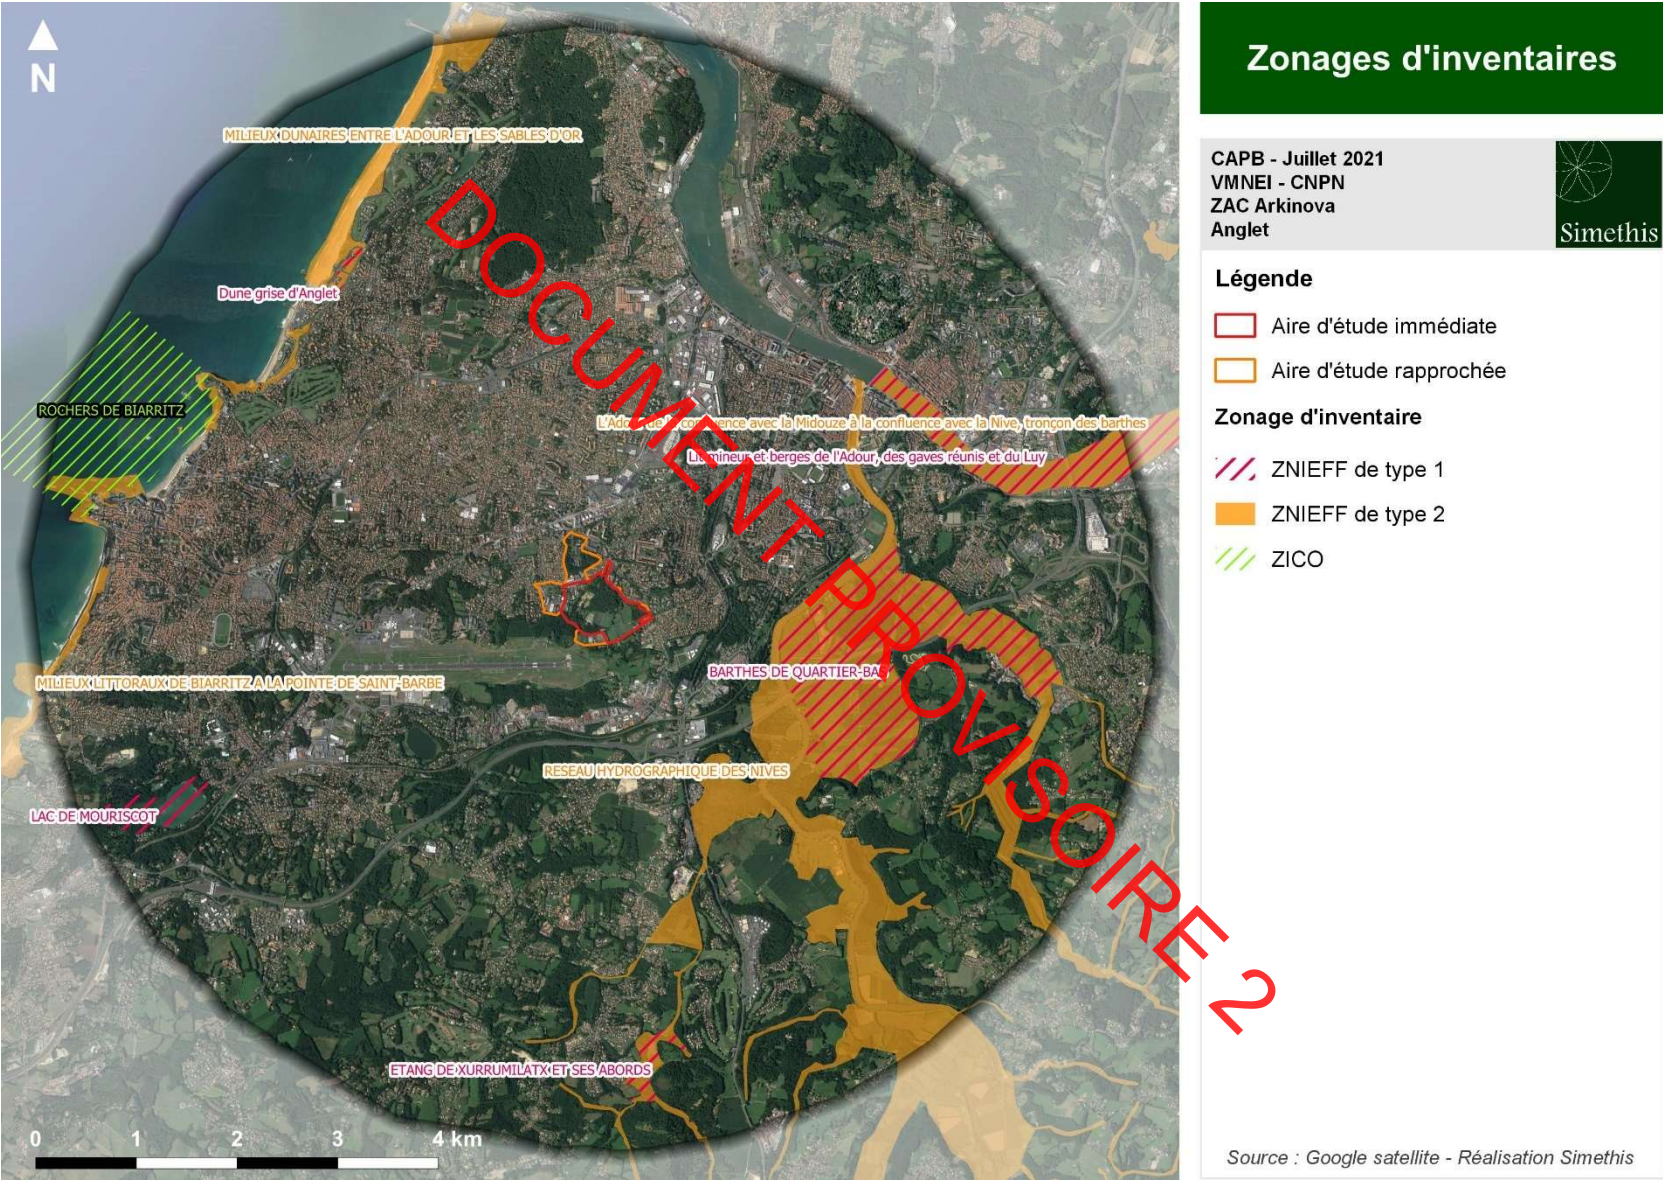 N
MILIEUX DUNAIRES ENTRE L'ADOUR ET LES SABLES D'OR
Dune grise d'Anglet
ROCHERS DE BIARRITZ
L'Adour de la confluence avec la Midouze à la confluence avec la Nive, tronçon des barthes
Lit mineur et berges de l'Adour, des gaves réunis et du Luy
BARTHES DE QUARTIER-BAS
MILIEUX LITTORAUX DE BIARRITZ A LA POINTE DE SAINT-BARBE
RESEAU HYDROGRAPHIQUE DES NIVES
LAC DE MOURISCOT
ETANG DE XURRUMILATX ET SES ABORDS
0 1 2 3 4 km
DOCUMENT PROVISOIRE 2
Zonages d'inventaires
CAPB - Juillet 2021
VMNEI - CNPN
ZAC Arkinova
Anglet
Simethis
Légende
Aire d'étude immédiate
Aire d'étude rapprochée
Zonage d'inventaire
ZNIEFF de type 1
ZNIEFF de type 2
ZICO
Source : Google satellite - Réalisation Simethis